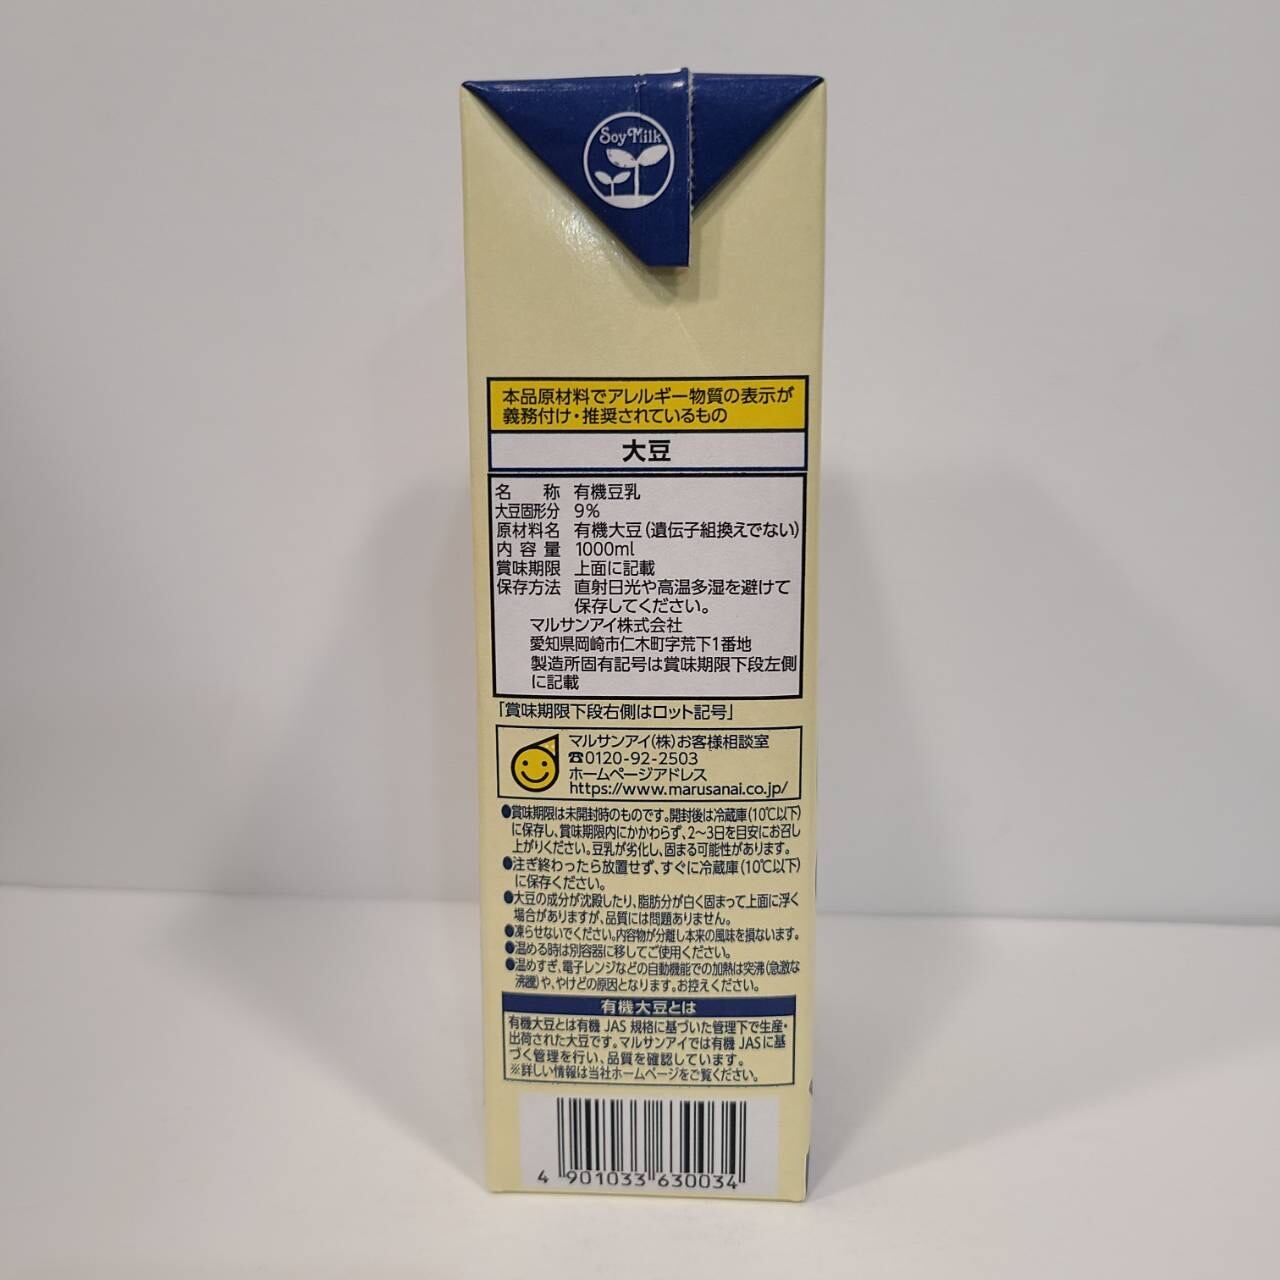 Soy Milk
本品原材料でアレルギー物質の表示が
義務付け・推奨されているもの
大豆
名称 有機豆乳
大豆固形分 9%
原材料名 有機大豆(遺伝子組換えでない)
内容量 1000ml
賞味期限 上面に記載
保存方法 直射日光や高温多湿を避けて
保存してください。
マルサンアイ株式会社
愛知県岡崎市仁木町字荒下1番地
製造所固有記号は賞味期限下段左側
に記載
「賞味期限下段右側はロット記号」
マルサンアイ(株)お客様相談室
☎0120-92-2503
ホームページアドレス
https://www.marusanai.co.jp/
●賞味期限は未開封時のものです。開封後は冷蔵庫(10℃以下)
に保存し、賞味期限内にかかわらず、2〜3日を目安にお召し
上がりください。豆乳が劣化し、固まる可能性があります。
●注ぎ終わったら放置せず、すぐに冷蔵庫(10℃以下)
に保存ください。
●大豆の成分が沈殿したり、脂肪分が白く固まって上面に浮く
場合がありますが、品質には問題ありません。
●凍らせないでください。内容物が分離し本来の風味を損ないます。
●温める時は別容器に移してご使用ください。
●温めすぎ、電子レンジなどの自動機能での加熱は突沸(急激な
沸騰)や、やけどの原因となります。お控えください。
有機大豆とは
有機大豆とは有機 JAS 規格に基づいた管理下で生産・
出荷された大豆です。マルサンアイでは有機 JASに基
づく管理を行い、品質を確認しています。
※詳しい情報は当社ホームページをご覧ください。
4 901033 630034